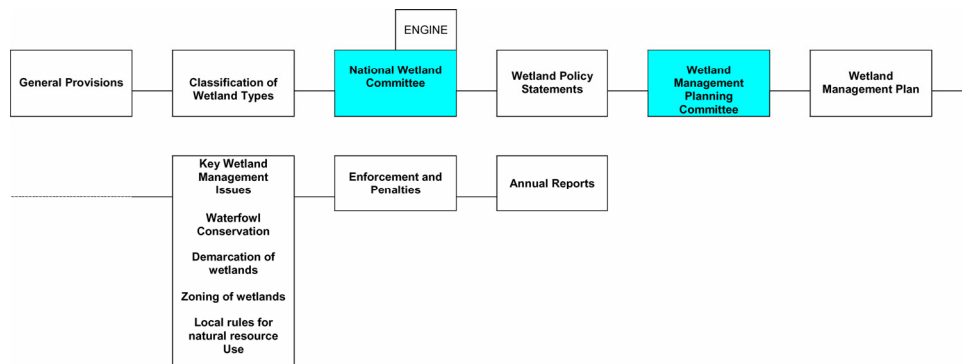 ENGINE
General Provisions
Classification of
Wetland Types
National Wetland
Committee
Wetland Policy
Statements
Wetland
Management
Planning
Committee
Wetland
Management Plan
Key Wetland
Management
Issues
Waterfowl
Conservation
Demarcation of
wetlands
Zoning of wetlands
Local rules for
natural resource
Use
Enforcement and
Penalties
Annual Reports